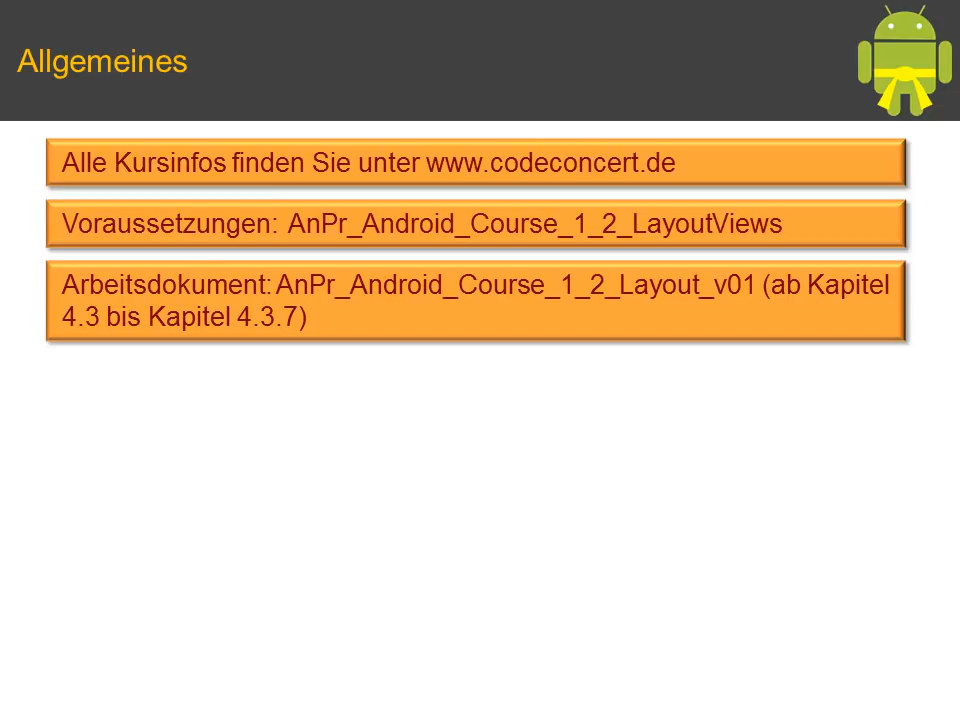 Allgemeines
Alle Kursinfos finden Sie unter www.codeconcert.de
Voraussetzungen: AnPr_Android_Course_1_2_LayoutViews
Arbeitsdokument: AnPr_Android_Course_1_2_Layout_v01 (ab Kapitel
4.3 bis Kapitel 4.3.7)